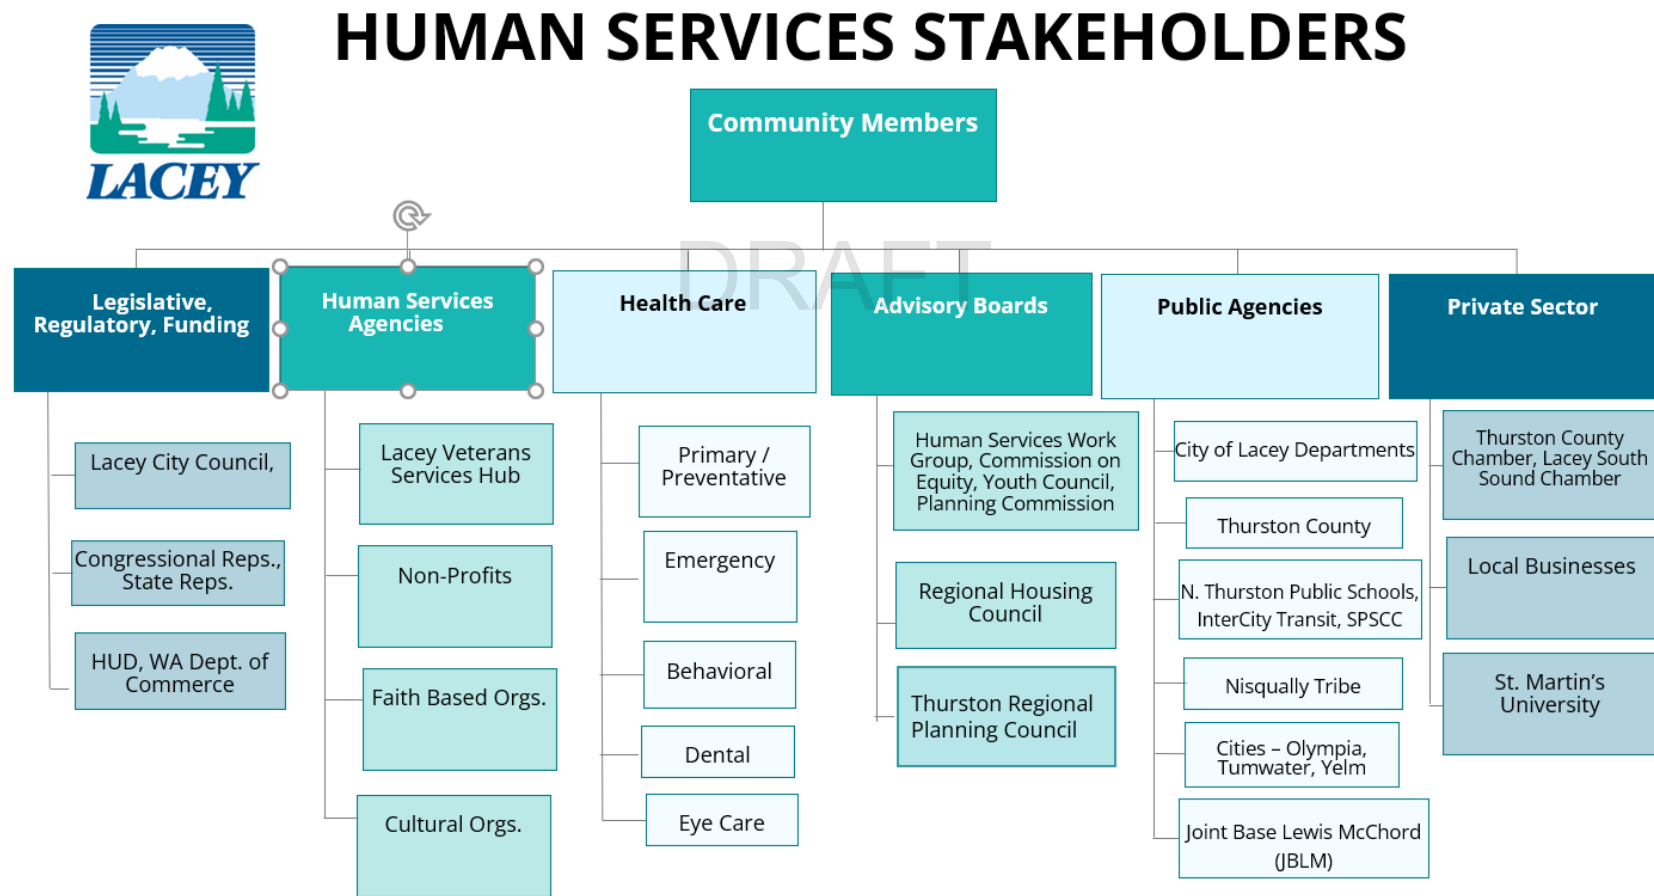 HUMAN SERVICES STAKEHOLDERS
LACEY
Community Members
DRAFT
Legislative,
Regulatory, Funding
Lacey City Council,
Congressional Reps.,
State Reps.
HUD, WA Dept. of
Commerce
Human Services
Agencies
Lacey Veterans
Services Hub
Non-Profits
Faith Based Orgs.
Cultural Orgs.
Health Care
Primary /
Preventative
Emergency
Behavioral
Dental
Eye Care
Advisory Boards
Human Services Work
Group, Commission on
Equity, Youth Council,
Planning Commission
Regional Housing
Council
Thurston Regional
Planning Council
Public Agencies
City of Lacey Departments
Thurston County
N. Thurston Public Schools,
InterCity Transit, SPSCC
Nisqually Tribe
Cities – Olympia,
Tumwater, Yelm
Joint Base Lewis McChord
(JBLM)
Private Sector
Thurston County
Chamber, Lacey South
Sound Chamber
Local Businesses
St. Martin’s
University